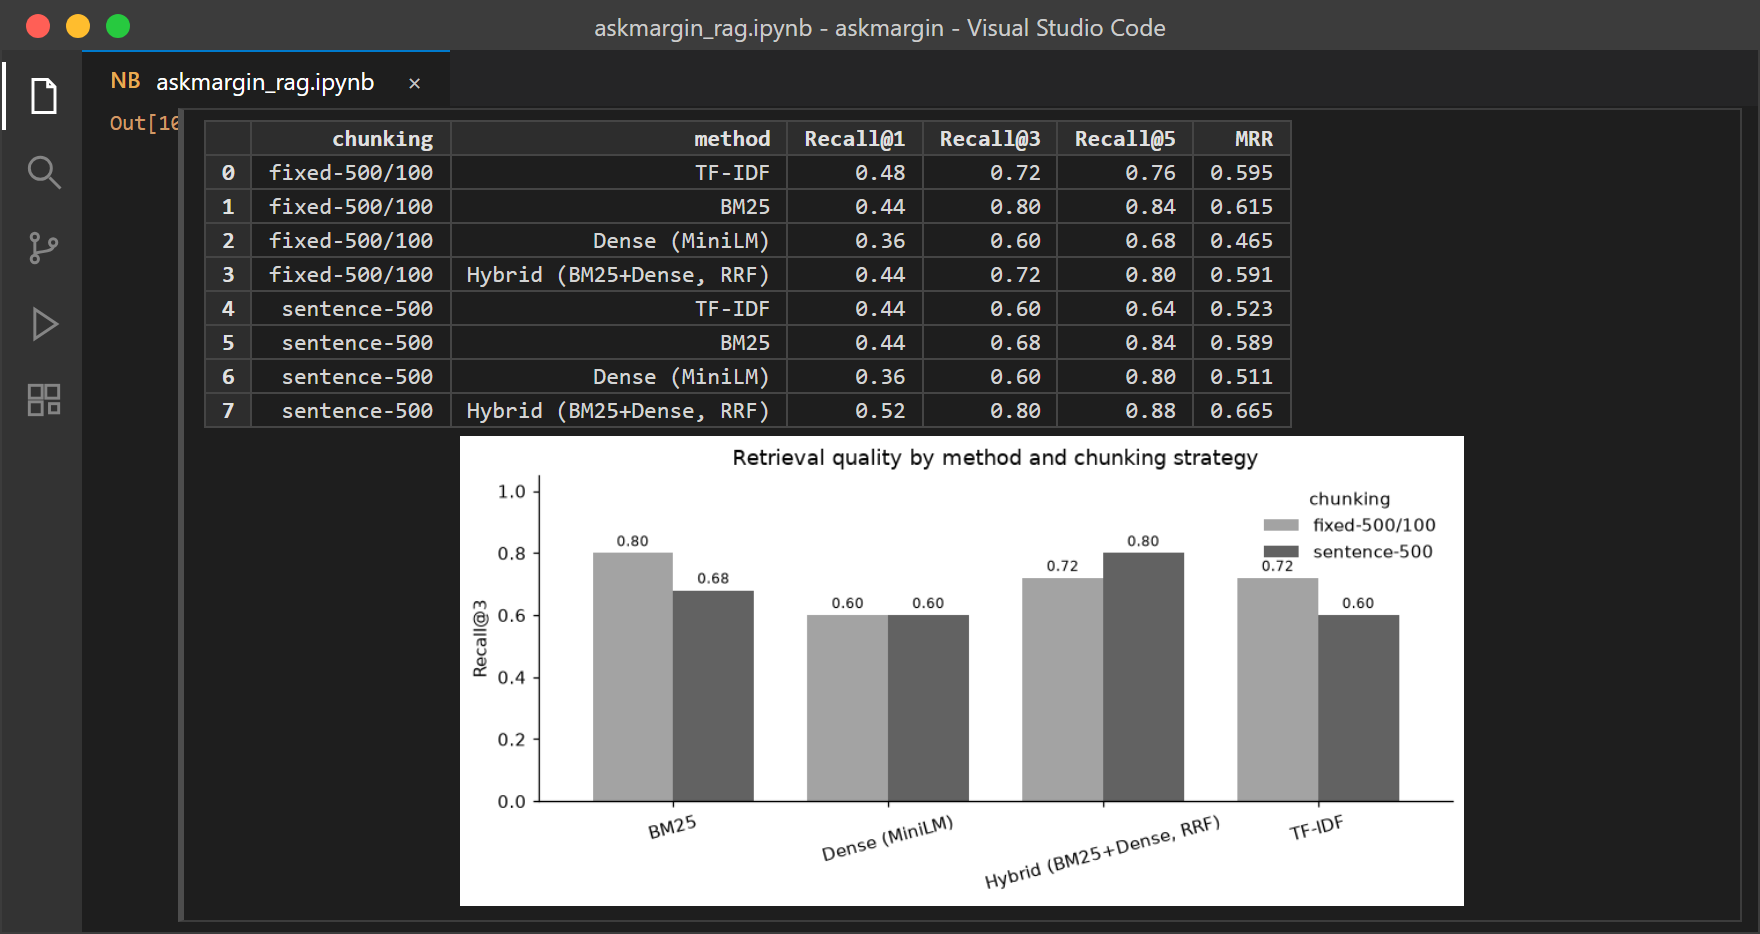 askmargin_rag.ipynb - askmargin - Visual Studio Code
NB askmargin_rag.ipynb ×
Out[10
chunking method Recall@1 Recall@3 Recall@5 MRR
0 fixed-500/100 TF-IDF 0.48 0.72 0.76 0.595
1 fixed-500/100 BM25 0.44 0.80 0.84 0.615
2 fixed-500/100 Dense (MiniLM) 0.36 0.60 0.68 0.465
3 fixed-500/100 Hybrid (BM25+Dense, RRF) 0.44 0.72 0.80 0.591
4 sentence-500 TF-IDF 0.44 0.60 0.64 0.523
5 sentence-500 BM25 0.44 0.68 0.84 0.589
6 sentence-500 Dense (MiniLM) 0.36 0.60 0.80 0.511
7 sentence-500 Hybrid (BM25+Dense, RRF) 0.52 0.80 0.88 0.665
Retrieval quality by method and chunking strategy
chunking
fixed-500/100
sentence-500
Recall@3
1.0
0.8
0.6
0.4
0.2
0.0
0.80
0.68
0.60
0.60
0.72
0.80
0.72
0.60
BM25
Dense (MiniLM)
Hybrid (BM25+Dense, RRF)
TF-IDF